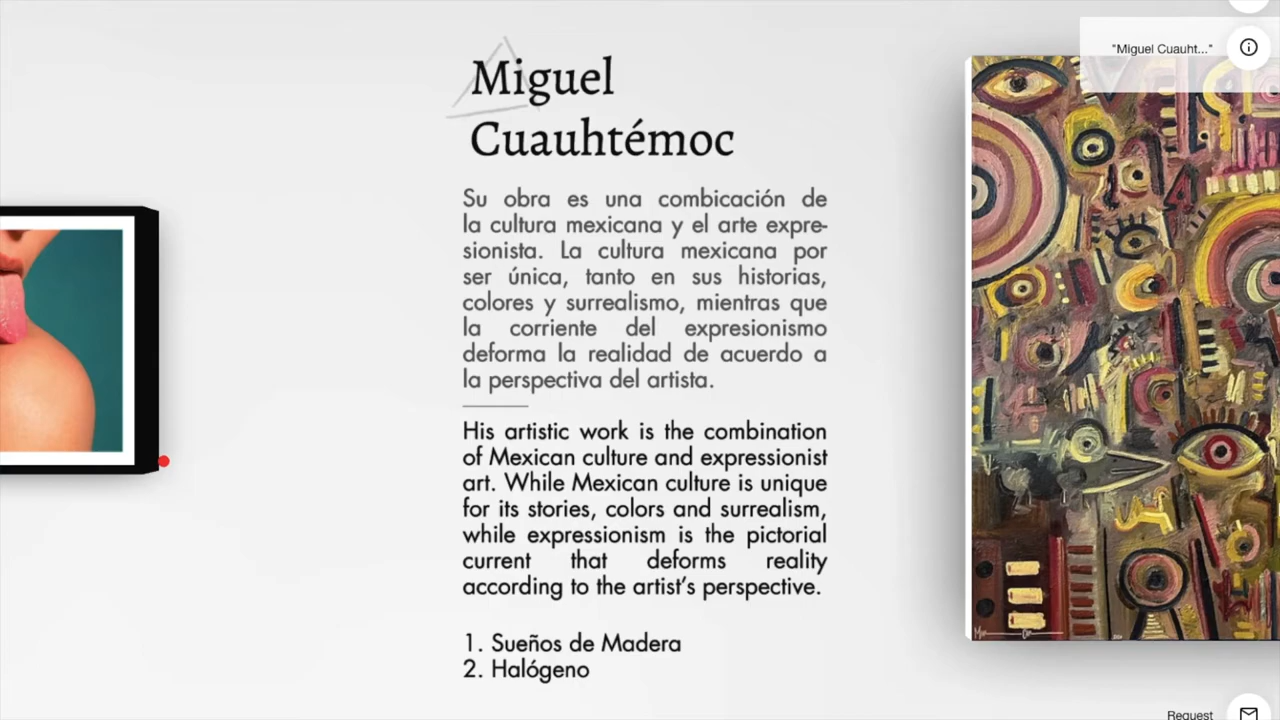 Miguel
Cuauhtémoc
Su obra es una combicación de
la cultura mexicana y el arte expre-
sionista. La cultura mexicana por
ser única, tanto en sus historias,
colores y surrealismo, mientras que
la corriente del expresionismo
deforma la realidad de acuerdo a
la perspectiva del artista.
His artistic work is the combination
of Mexican culture and expressionist
art. While Mexican culture is unique
for its stories, colors and surrealism,
while expressionism is the pictorial
current that deforms reality
according to the artist's perspective.
1. Sueños de Madera
2. Halógeno
"Miguel Cuauht..."
Request